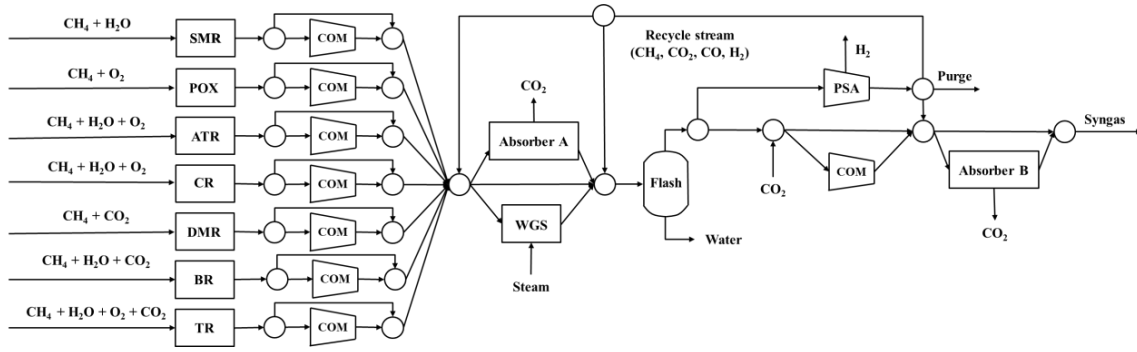 CH₄ + H₂O
SMR
COM
CH₄ + O₂
POX
COM
CH₄ + H₂O + O₂
ATR
COM
CH₄ + H₂O + O₂
CR
COM
CH₄ + CO₂
DMR
COM
CH₄ + H₂O + CO₂
BR
COM
CH₄ + H₂O + O₂ + CO₂
TR
COM
CO₂
Absorber A
WGS
Steam
Recycle stream
(CH₄, CO₂, CO, H₂)
Flash
Water
H₂
PSA
Purge
CO₂
COM
Syngas
Absorber B
CO₂